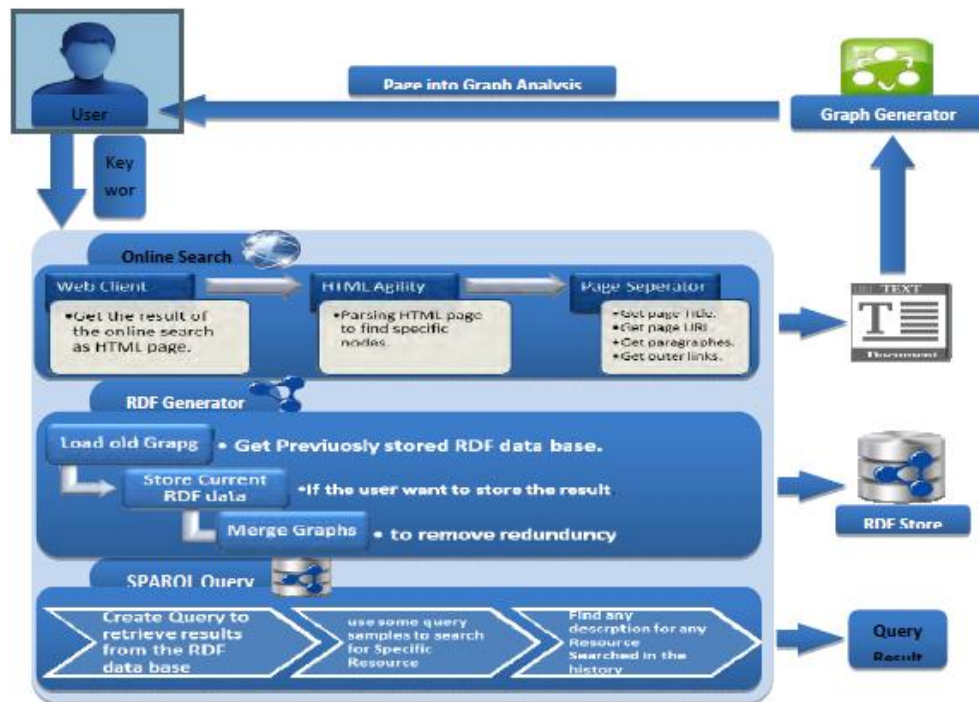 User
Page into Graph Analysis
Graph Generator
Key
wor
Online Search
Web Client
•Get the result of
the online search
as HTML page.
HTML Agility
•Parsing HTML page
to find specific
nodes.
Page Seperator
•Get page Title.
•Get page URL.
•Get paragraphes.
•Get outer links.
TEXT
T
Document
RDF Generator
Load old Grapg
• Get Previuosly stored RDF data base.
Store Current
RDF data
•If the user want to store the result
Merge Graphs
• to remove redundancy
RDF Store
SPARQL Query
Create Query to
retrieve results
from the RDF
data base
use some query
samples to search
for Specific
Resource
Find any
descrption for any
Resource
Searched in the
history
Query
Result